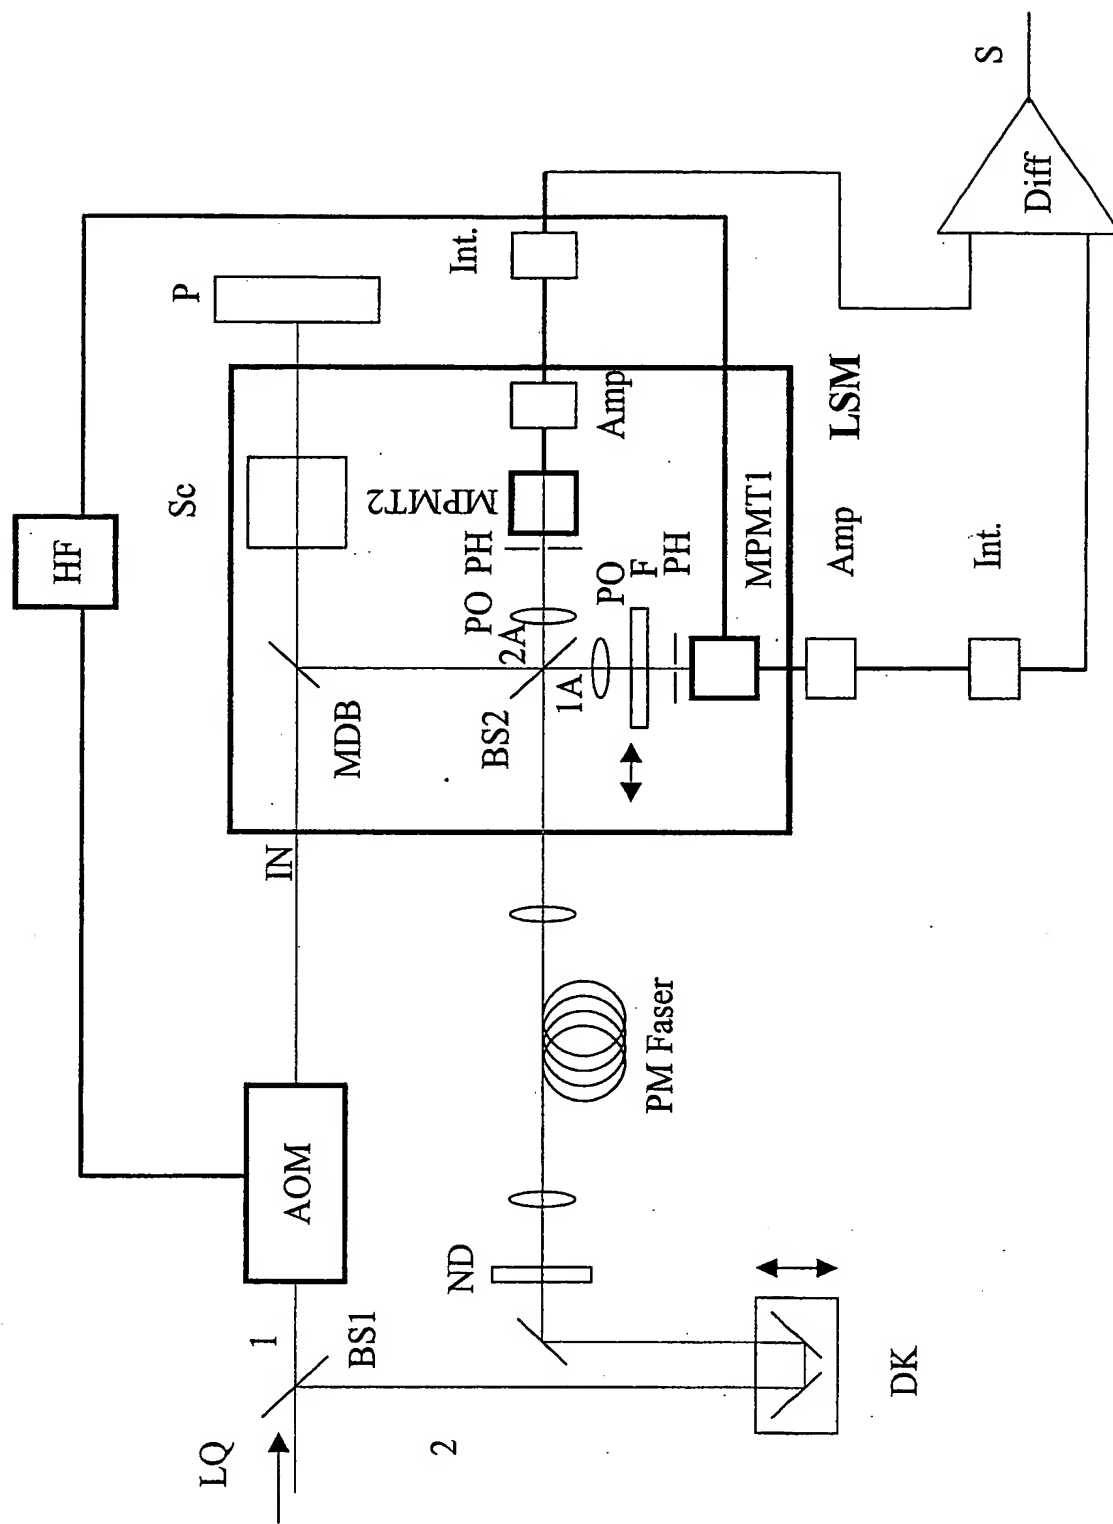 LQ
1
BS1
2
DK
ND
AOM
PM Faser
IN
HF
MDB
BS2
Sc
P
2A
1A
PO
PH
PO
F
PH
MPMT2
MPMT1
Amp
Int.
LSM
Amp
Int.
Diff
S